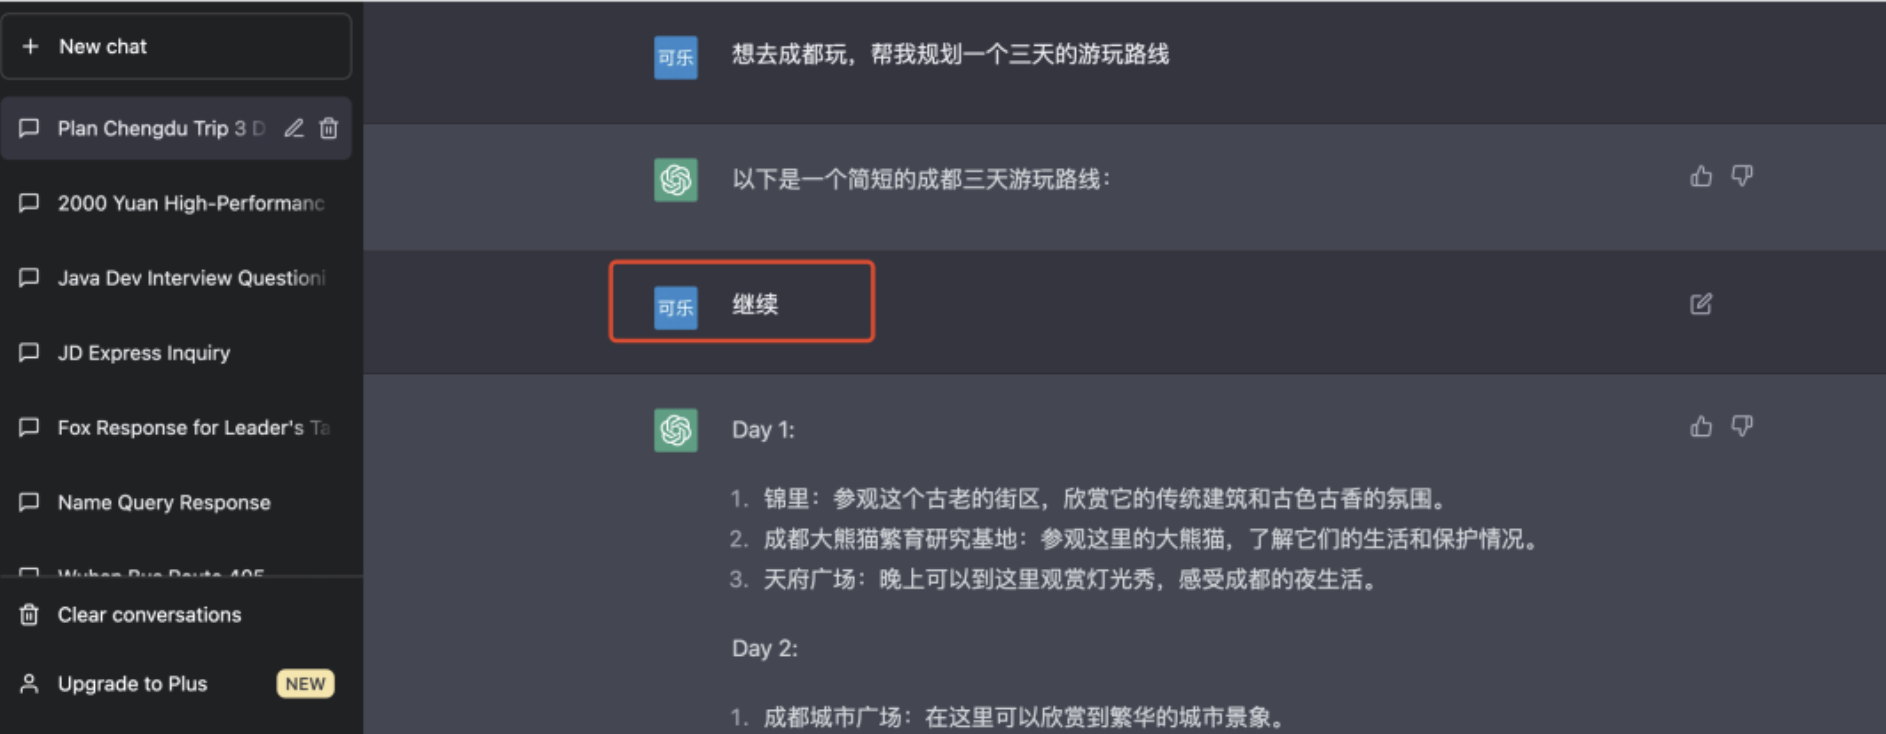 New chat
Plan Chengdu Trip 3 D
2000 Yuan High-Performanc
Java Dev Interview Questioni
JD Express Inquiry
Fox Response for Leader's Ta
Name Query Response
Wuhan Bus Route 405
Clear conversations
Upgrade to Plus NEW
可乐 想去成都玩，帮我规划一个三天的游玩路线
以下是一个简短的成都三天游玩路线：
可乐 继续
Day 1:
1. 锦里：参观这个古老的街区，欣赏它的传统建筑和古色古香的氛围。
2. 成都大熊猫繁育研究基地：参观这里的大熊猫，了解它们的生活和保护情况。
3. 天府广场：晚上可以到这里观赏灯光秀，感受成都的夜生活。
Day 2:
1. 成都城市广场：在这里可以欣赏到繁华的城市景象。